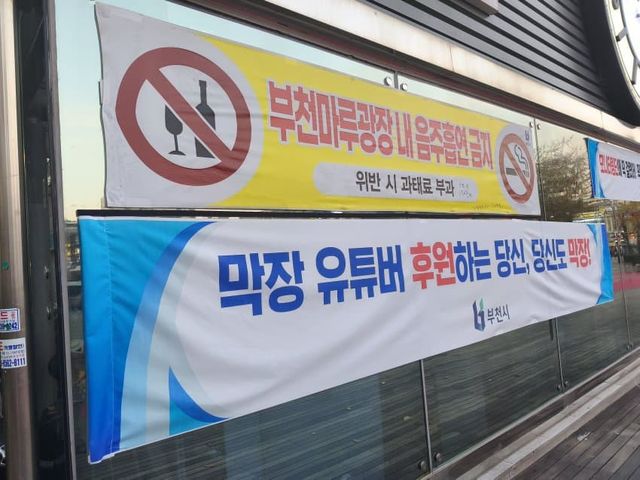 부천마루광장 내 음주흡연 금지
위반 시 과태료 부과
막장 유튜버 후원하는 당신, 당신도 막장!
부천시